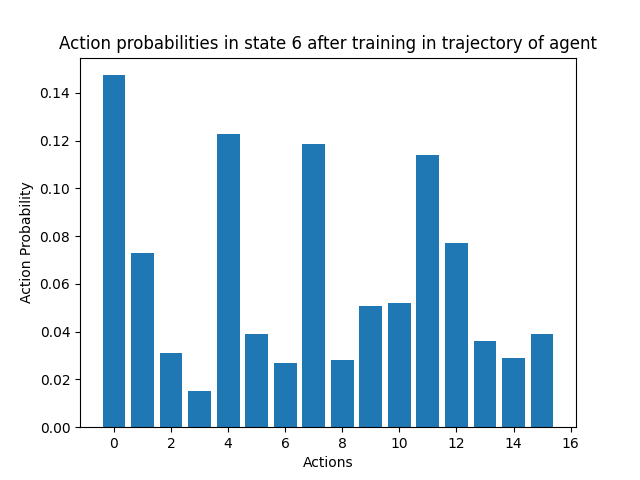 Action probabilities in state 6 after training in trajectory of agent
0.14
0.12
0.10
0.08
0.06
0.04
0.02
0.00
Action Probability
0 2 4 6 8 10 12 14 16
Actions